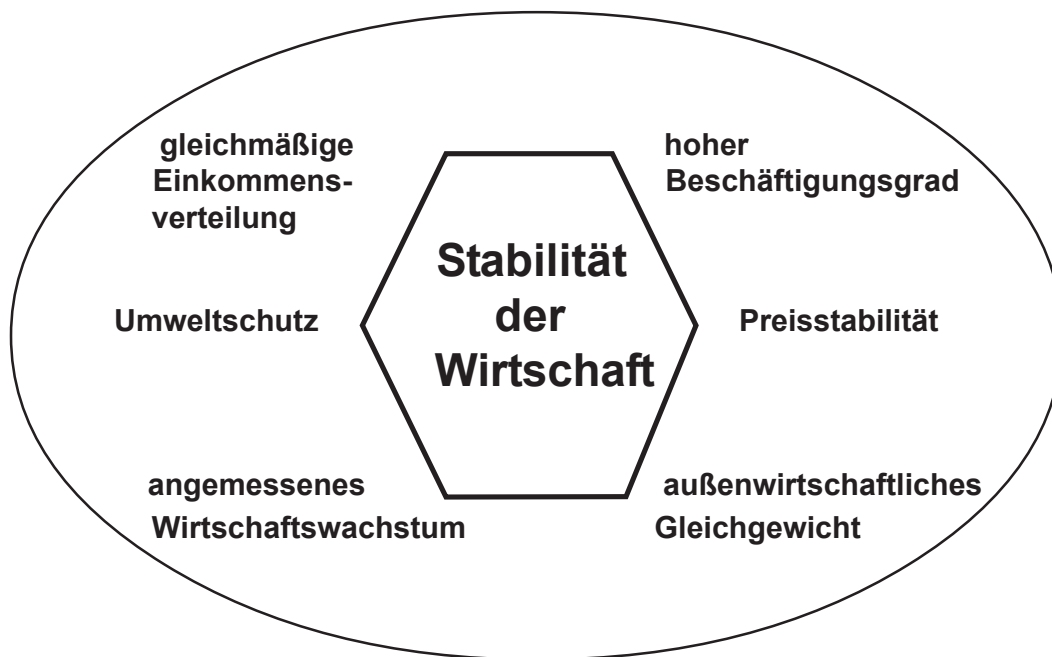 gleichmäßige
Einkommens-
verteilung
hoher
Beschäftigungsgrad
Stabilität
der
Wirtschaft
Umweltschutz
Preisstabilität
angemessenes
Wirtschaftswachstum
außenwirtschaftliches
Gleichgewicht